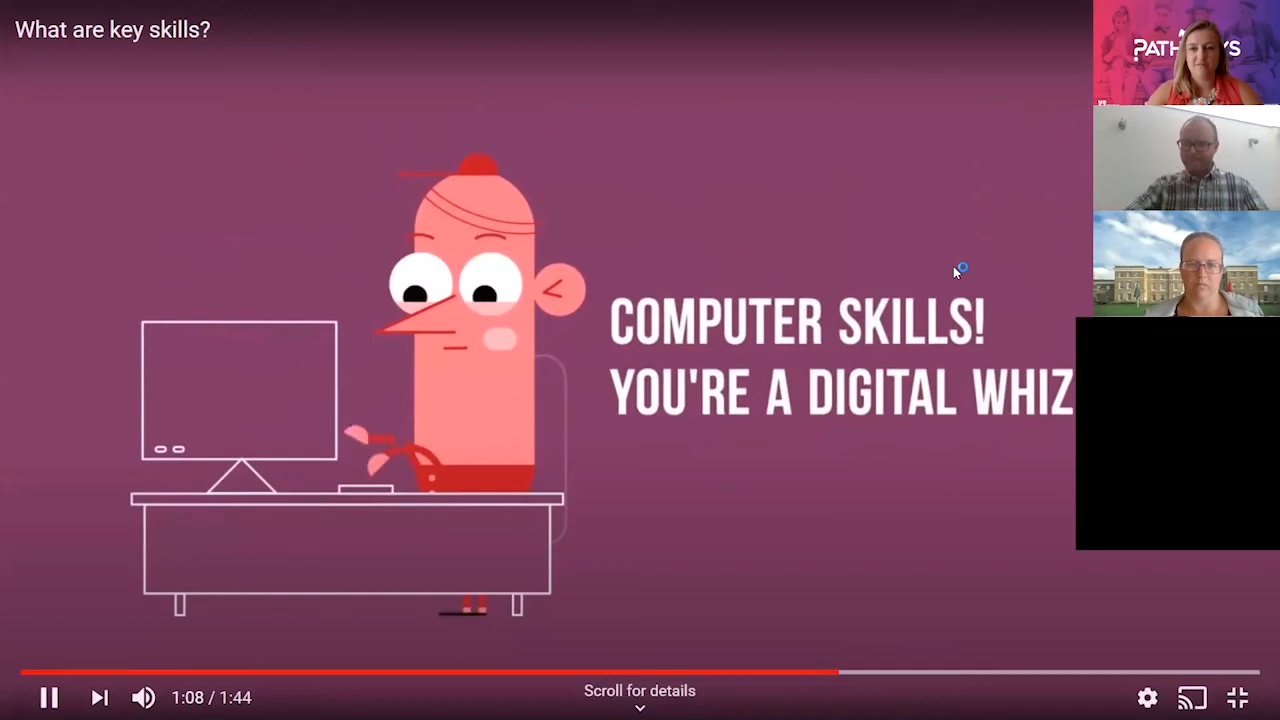 What are key skills?
COMPUTER SKILLS!
YOU'RE A DIGITAL WHIZ
1:08 / 1:44
Scroll for details